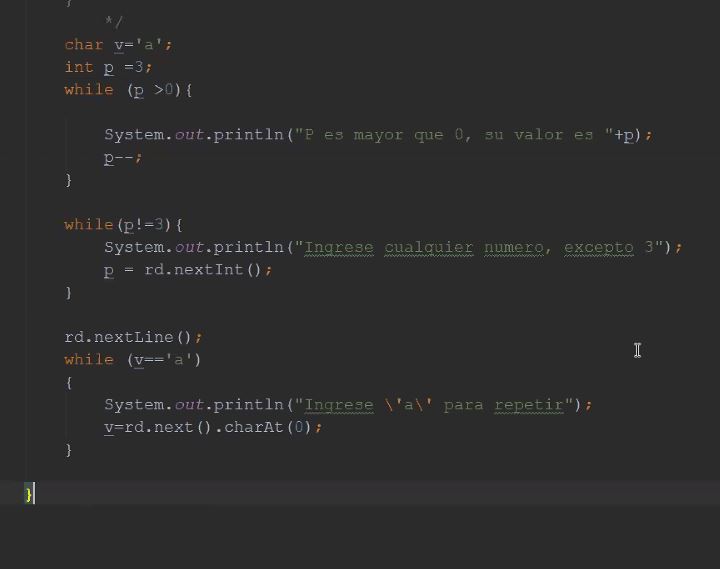 }
*/
char v='a';
int p =3;
while (p >0){
System.out.println("P es mayor que 0, su valor es "+p);
p--;
}
while(p!=3){
System.out.println("Ingrese cualquier numero, excepto 3");
p = rd.nextInt();
}
rd.nextLine();
while (v=='a')
{
System.out.println("Ingrese \'a\' para repetir");
v=rd.next().charAt(0);
}
}